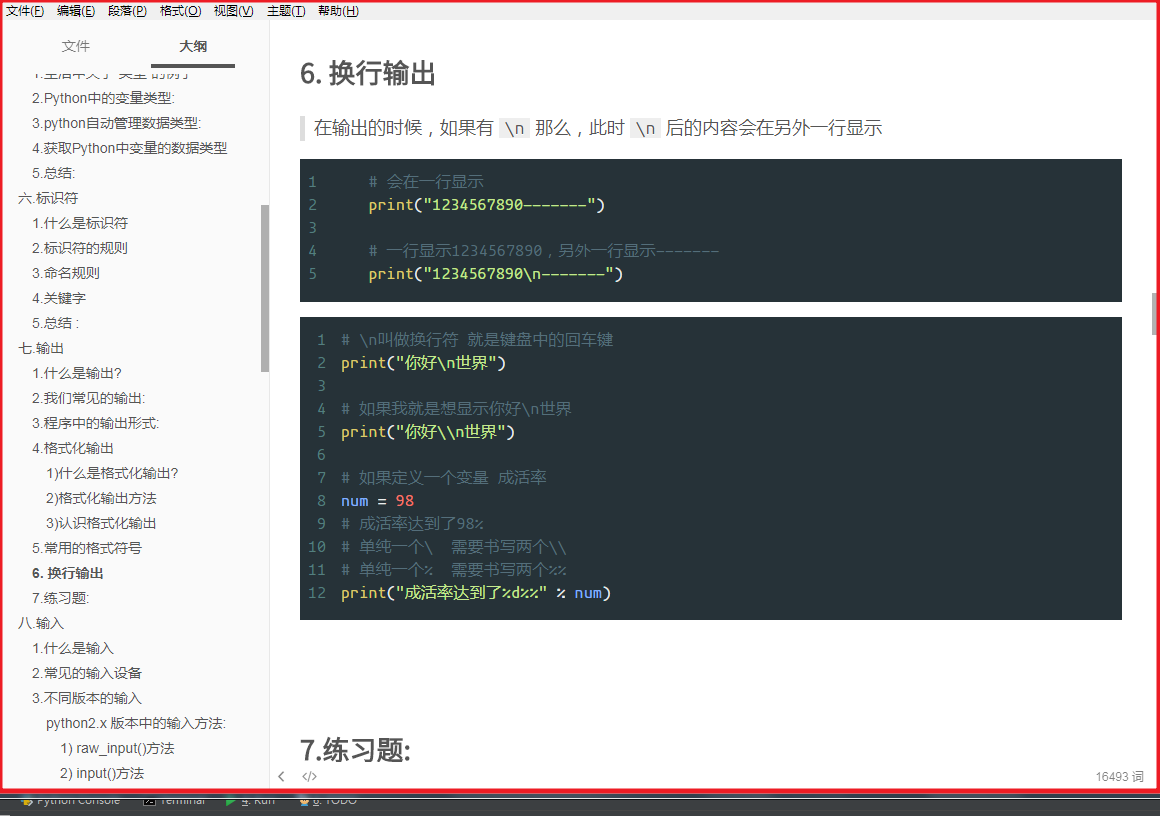 文件(F) 编辑(E) 段落(P) 格式(O) 视图(V) 主题(T) 帮助(H)
文件 大纲
2.Python中的变量类型:
3.python自动管理数据类型:
4.获取Python中变量的数据类型
5.总结:
六.标识符
1.什么是标识符
2.标识符的规则
3.命名规则
4.关键字
5.总结 :
七.输出
1.什么是输出?
2.我们常见的输出:
3.程序中的输出形式:
4.格式化输出
1)什么是格式化输出?
2)格式化输出方法
3)认识格式化输出
5.常用的格式符号
6. 换行输出
7.练习题:
八.输入
1.什么是输入
2.常见的输入设备
3.不同版本的输入
python2.x 版本中的输入方法:
1) raw_input()方法
2) input()方法
6. 换行输出
在输出的时候，如果有 \n 那么，此时 \n 后的内容会在另外一行显示
1 # 会在一行显示
2 print("1234567890-------")
3
4 # 一行显示1234567890，另外一行显示-------
5 print("1234567890\n-------")
1 # \n叫做换行符 就是键盘中的回车键
2 print("你好\n世界")
3
4 # 如果我就是想显示你好\n世界
5 print("你好\\n世界")
6
7 # 如果定义一个变量 成活率
8 num = 98
9 # 成活率达到了98%
10 # 单纯一个\ 需要书写两个\\
11 # 单纯一个% 需要书写两个%%
12 print("成活率达到了%d%%" % num)
7.练习题:
</> 16493 词
Python Console Terminal 4: Run 6: TODO